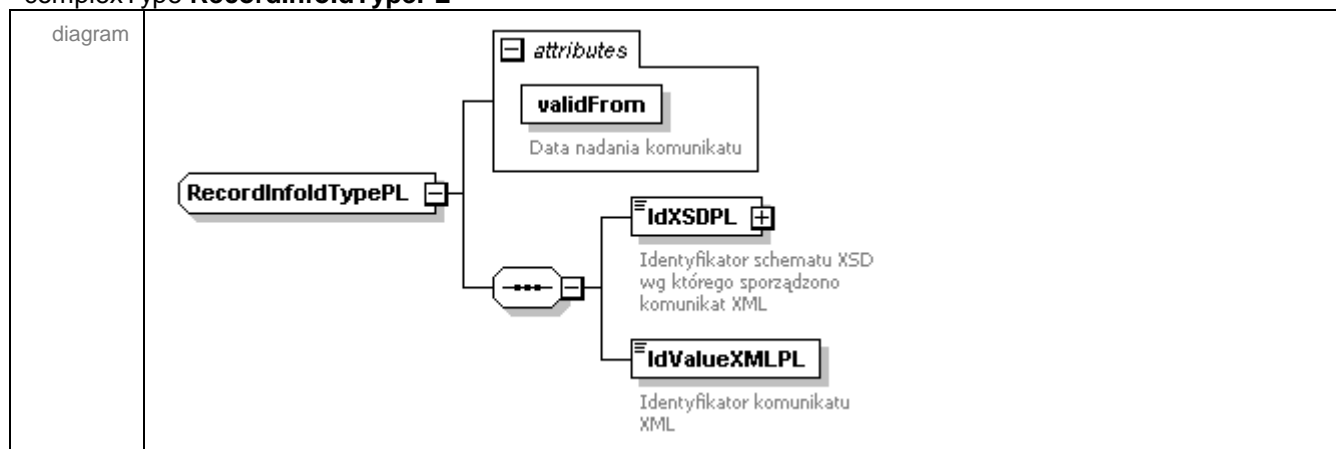 complexType RecordInfoIdTypePL
diagram
attributes
validFrom
Data nadania komunikatu
RecordInfoIdTypePL
IdXSDPL
Identyfikator schematu XSD
wg którego sporządzono
komunikat XML
IdValueXMLPL
Identyfikator komunikatu
XML